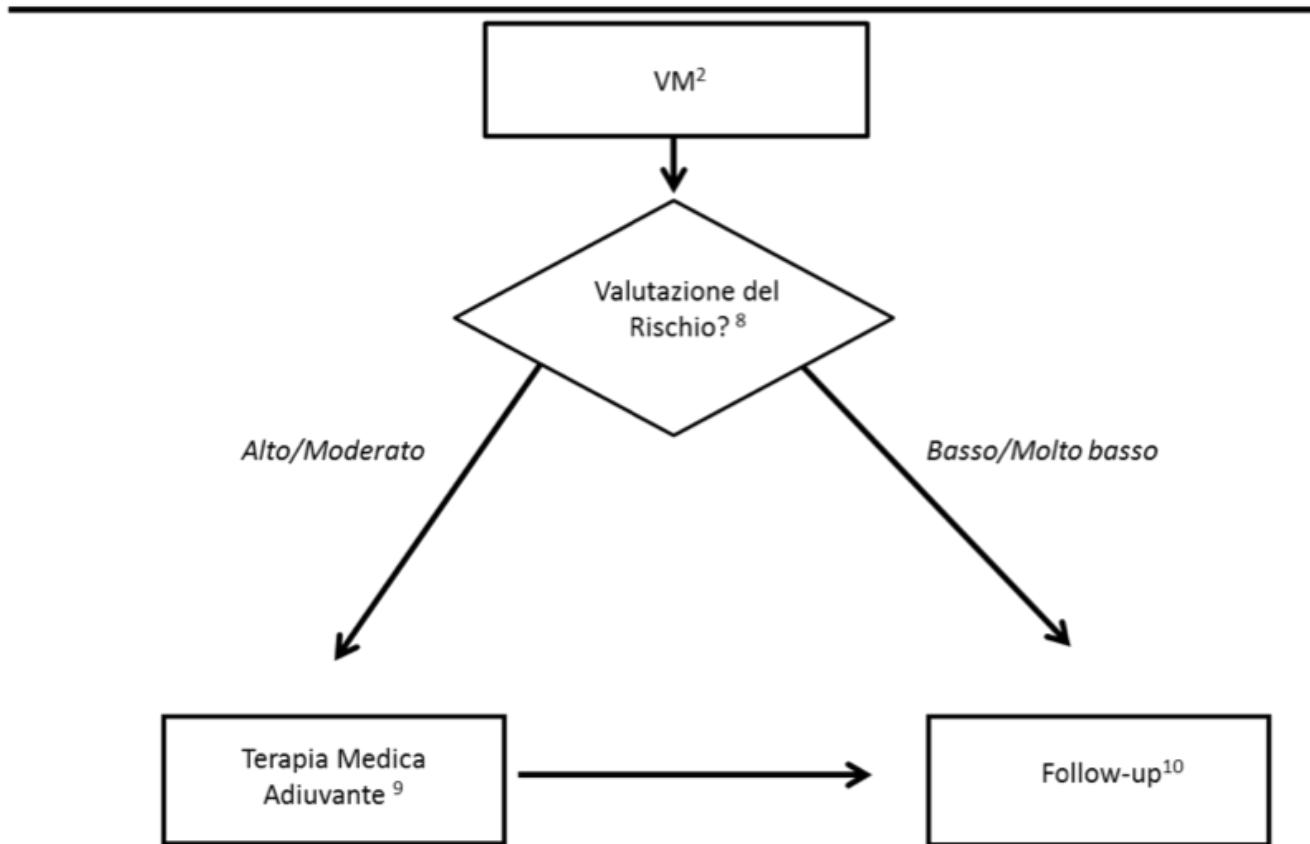 VM²
Valutazione del
Rischio? ⁸
Alto/Moderato
Basso/Molto basso
Terapia Medica
Adiuvante ⁹
Follow-up¹⁰